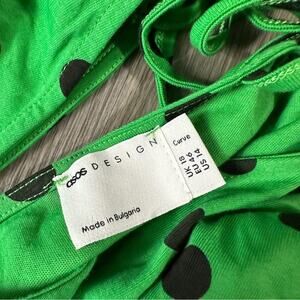 asos DESIGN
Made in Bulgaria
Curve
UK 18
EU 46
US 14